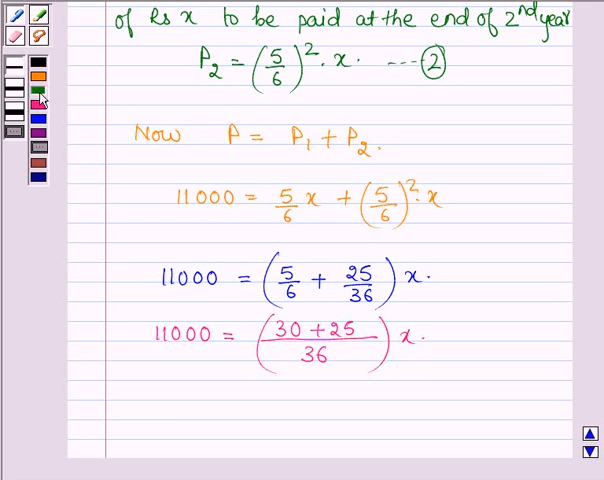 of Rs x to be paid at the end of 2nd year
P₂ = (5/6)² · x ---- ②
Now P = P₁ + P₂.
11000 = 5/6 x + (5/6)² · x
11000 = (5/6 + 25/36) x.
11000 = (30 + 25 / 36) x.